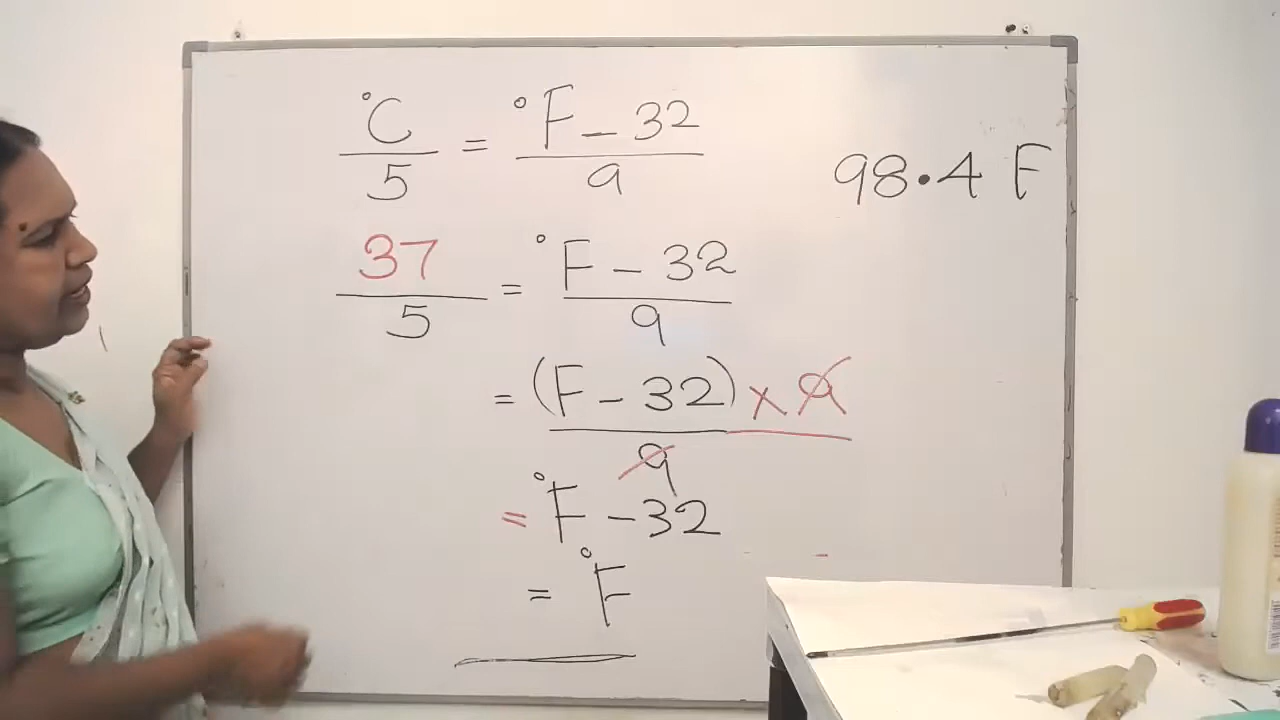 °C/5 = °F - 32/9
98.4 F
37/5 = °F - 32/9
= (F - 32) × 9/9
= °F - 32
= °F